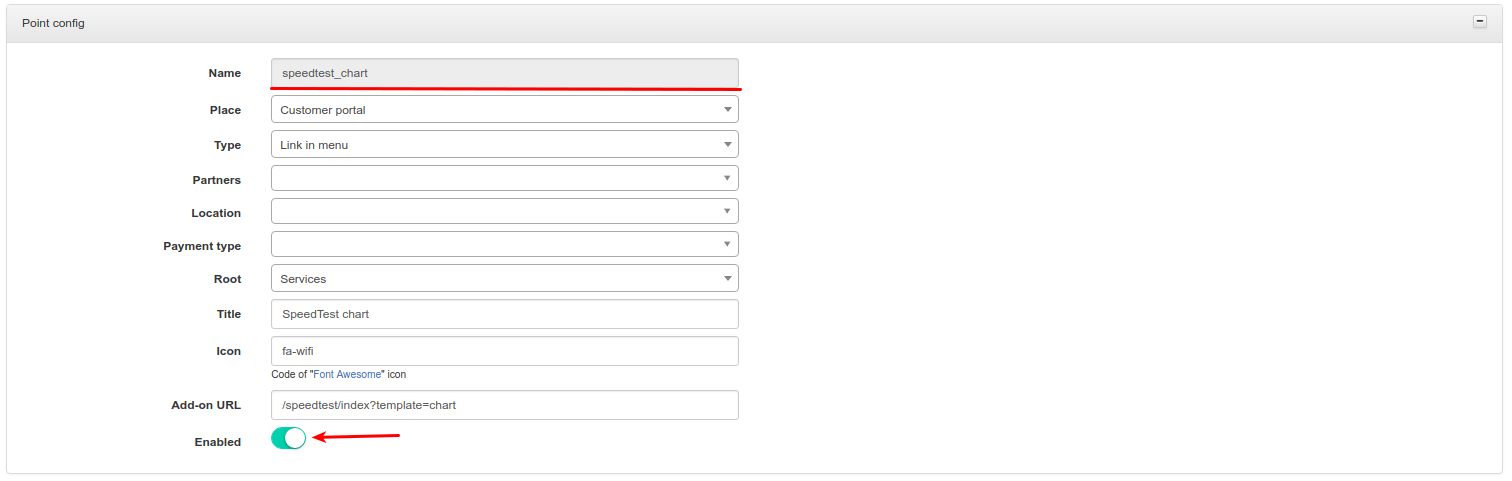 Point config
Name speedtest_chart
Place Customer portal
Type Link in menu
Partners
Location
Payment type
Root Services
Title SpeedTest chart
Icon fa-wifi
Code of "Font Awesome" icon
Add-on URL /speedtest/index?template=chart
Enabled